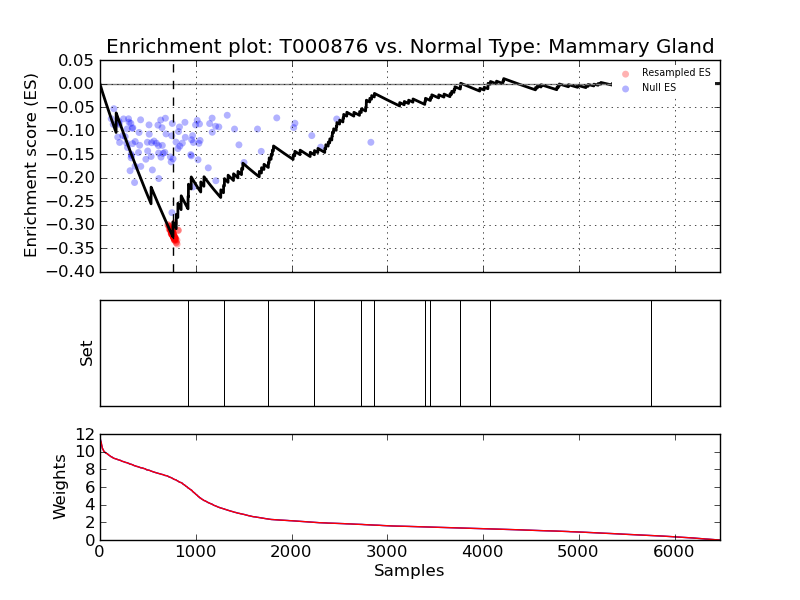 Enrichment plot: T000876 vs. Normal Type: Mammary Gland
Enrichment score (ES)
0.05
0.00
−0.05
−0.10
−0.15
−0.20
−0.25
−0.30
−0.35
−0.40
Resampled ES
Null ES
Set
Weights
12
10
8
6
4
2
0
0 1000 2000 3000 4000 5000 6000
Samples